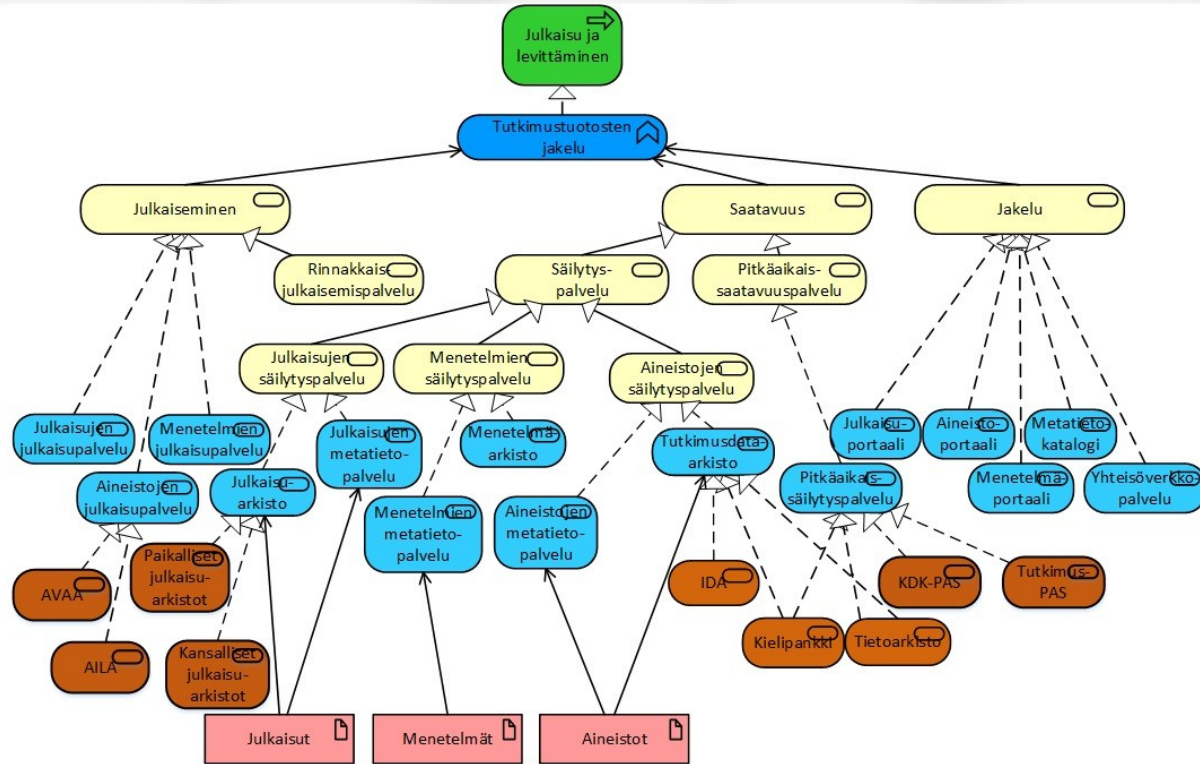 Julkaisu ja
levittäminen
Tutkimustuotosten
jakelu
Julkaiseminen
Saatavuus
Jakelu
Rinnakkais-
julkaisemispalvelu
Säilytys-
palvelu
Pitkäaikais-
saatavuuspalvelu
Julkaisujen
säilytyspalvelu
Menetelmien
säilytyspalvelu
Aineistojen
säilytyspalvelu
Julkaisujen
julkaisupalvelu
Menetelmien
julkaisupalvelu
Julkaisujen
metatieto-
palvelu
Menetelmä-
arkisto
Tutkimusdata-
arkisto
Julkaisu-
portaali
Aineisto-
portaali
Metatieto-
katalogi
Aineistojen
julkaisupalvelu
Julkaisu-
arkisto
Pitkäaikais-
säilytyspalvelu
Menetelmä-
portaali
Yhteisöverkko-
palvelu
Menetelmien
metatieto-
palvelu
Aineistojen
metatieto-
palvelu
Paikalliset
julkaisu-
arkistot
AVAA
IDA
KDK-PAS
Tutkimus-
PAS
AILA
Kansalliset
julkaisu-
arkistot
Kielipankki
Tietoarkisto
Julkaisut
Menetelmät
Aineistot